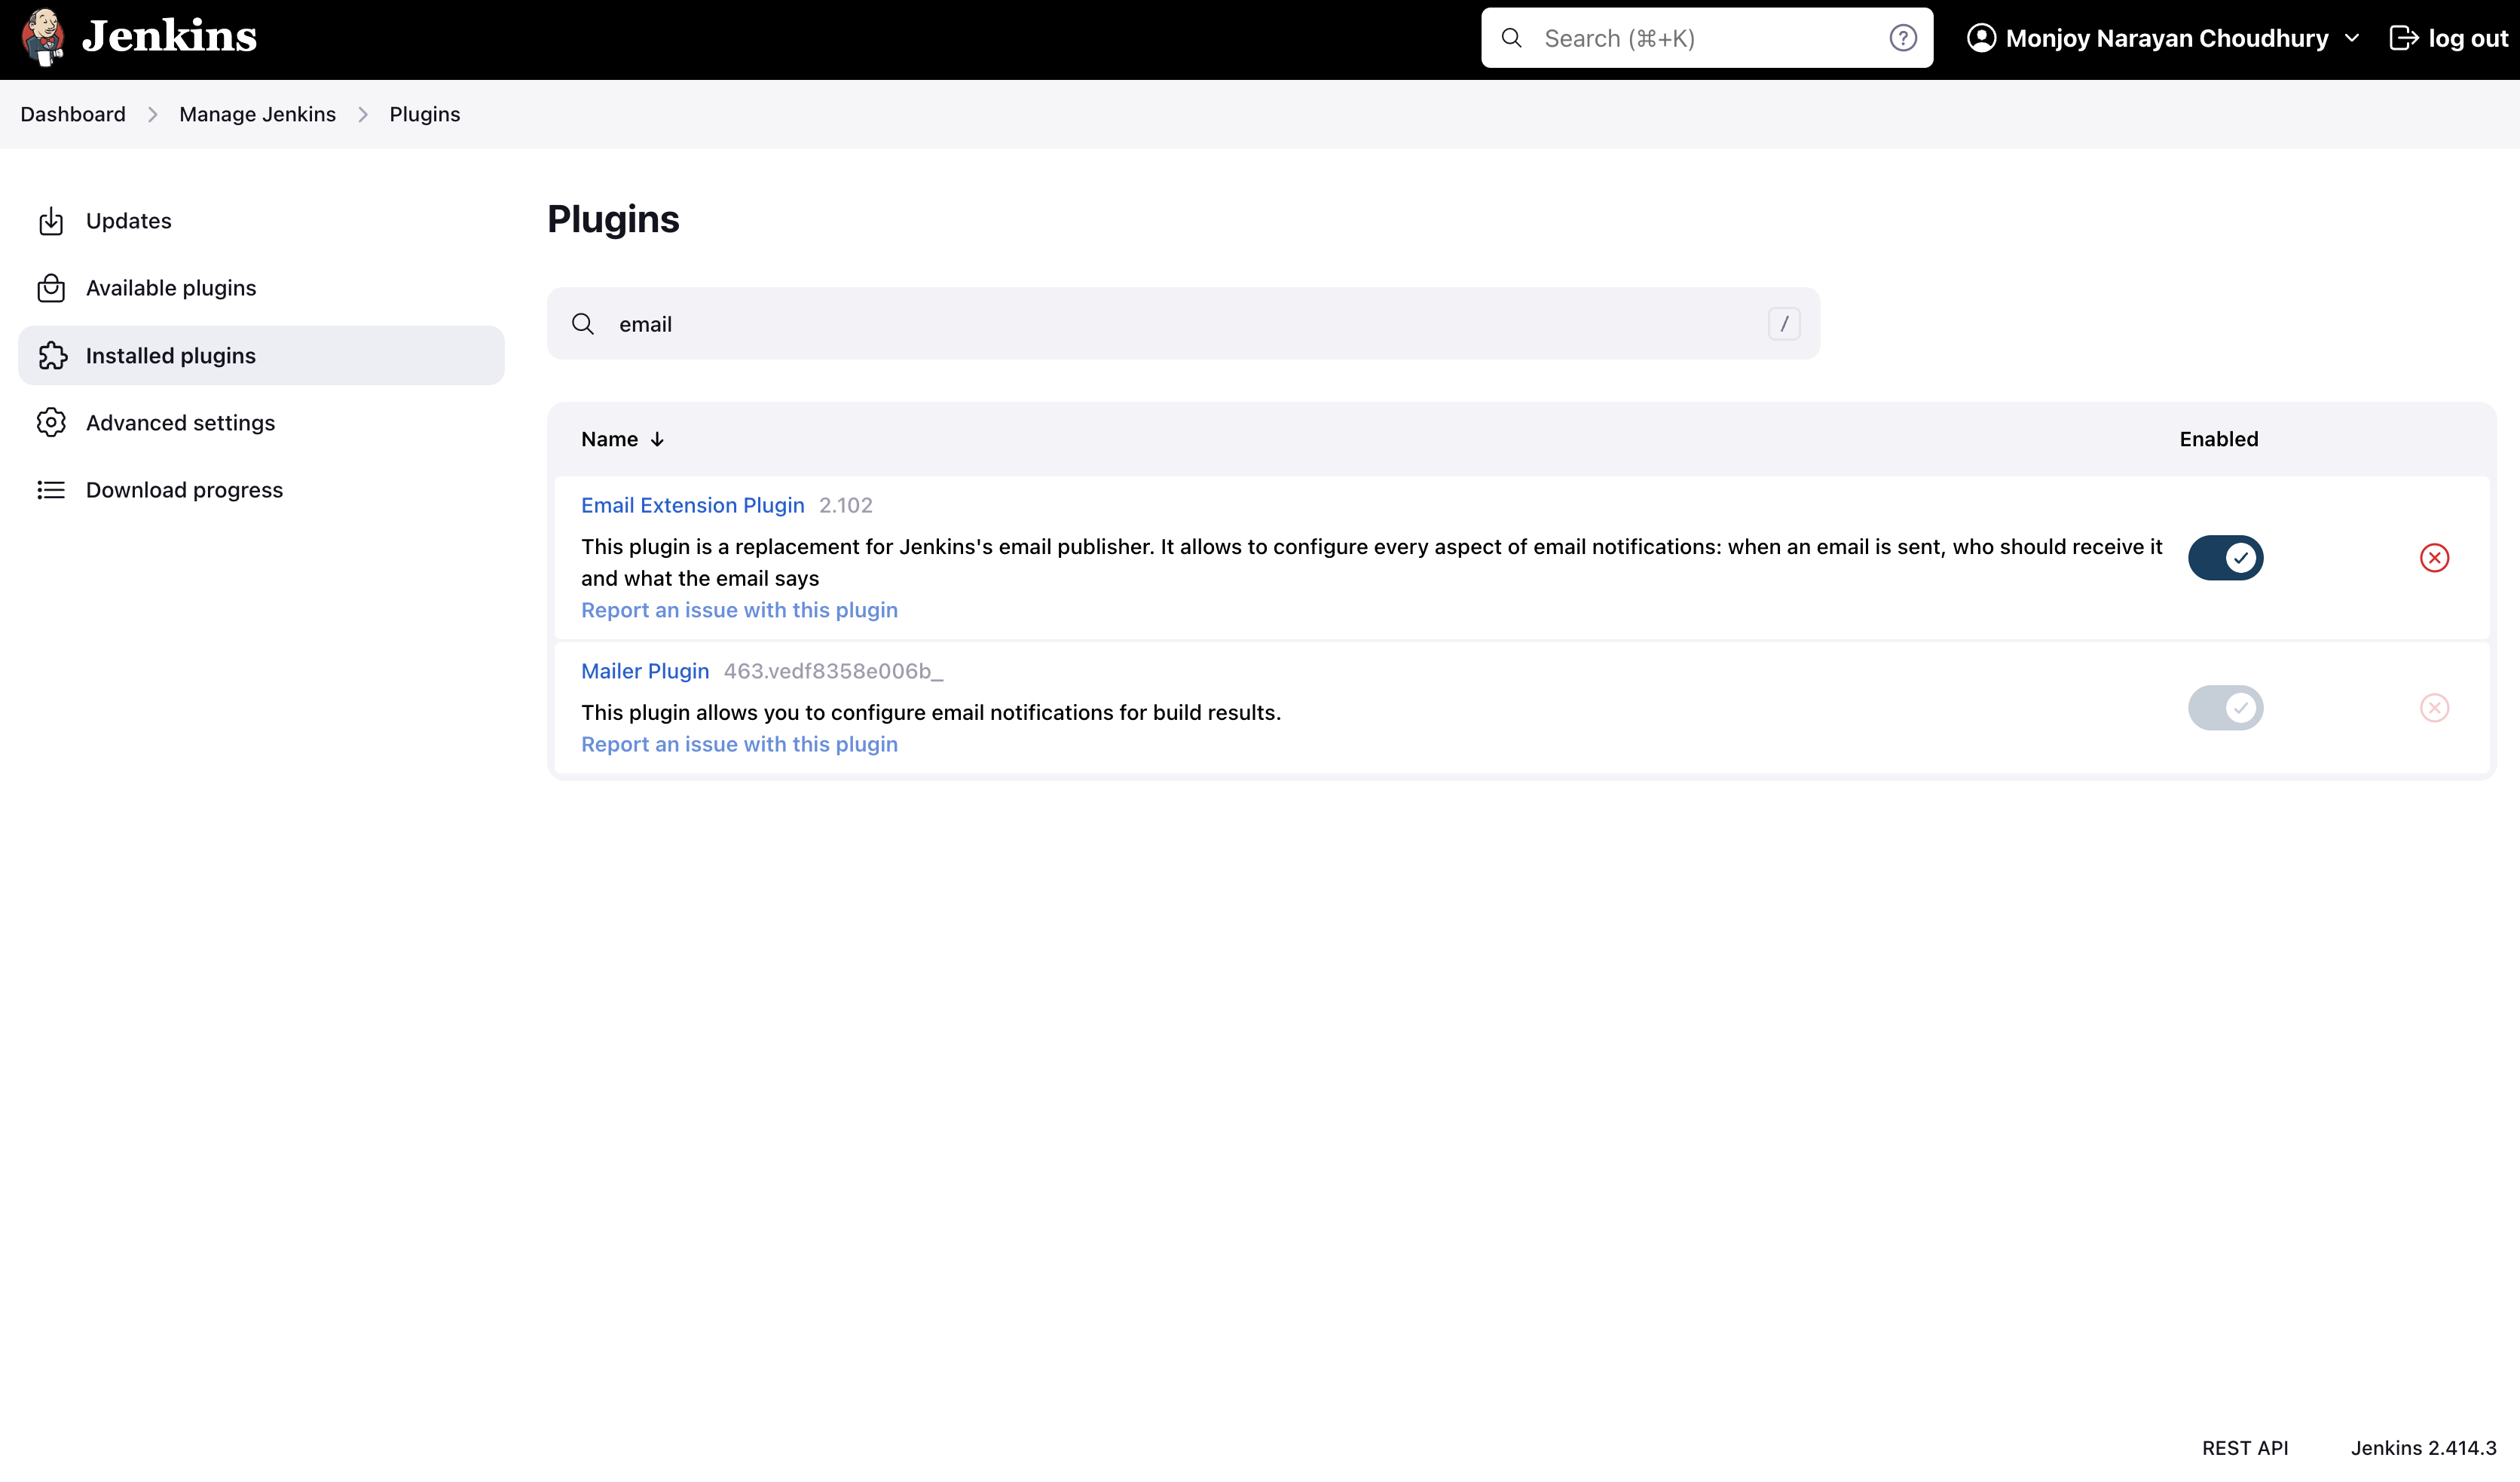 Jenkins
Search (⌘+K)
Monjoy Narayan Choudhury
log out
Dashboard
Manage Jenkins
Plugins
Updates
Available plugins
Installed plugins
Advanced settings
Download progress
Plugins
email
/
Name ↓
Enabled
Email Extension Plugin 2.102
This plugin is a replacement for Jenkins's email publisher. It allows to configure every aspect of email notifications: when an email is sent, who should receive it
and what the email says
Report an issue with this plugin
Mailer Plugin 463.vedf8358e006b_
This plugin allows you to configure email notifications for build results.
Report an issue with this plugin
REST API
Jenkins 2.414.3